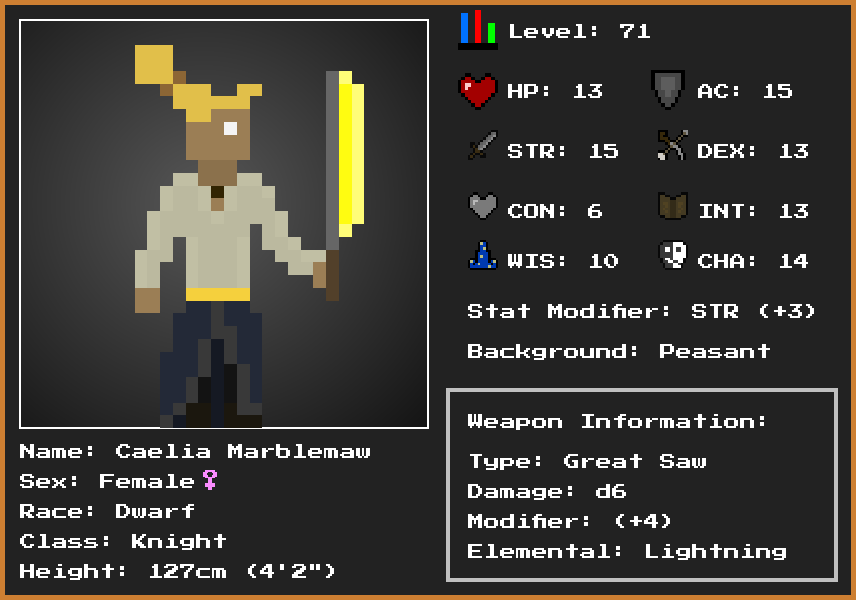 Level: 71
HP: 13 AC: 15
STR: 15 DEX: 13
CON: 6 INT: 13
WIS: 10 CHA: 14
Stat Modifier: STR (+3)
Background: Peasant
Weapon Information:
Type: Great Saw
Damage: d6
Modifier: (+4)
Elemental: Lightning
Name: Caelia Marblemaw
Sex: Female♀
Race: Dwarf
Class: Knight
Height: 127cm (4'2")